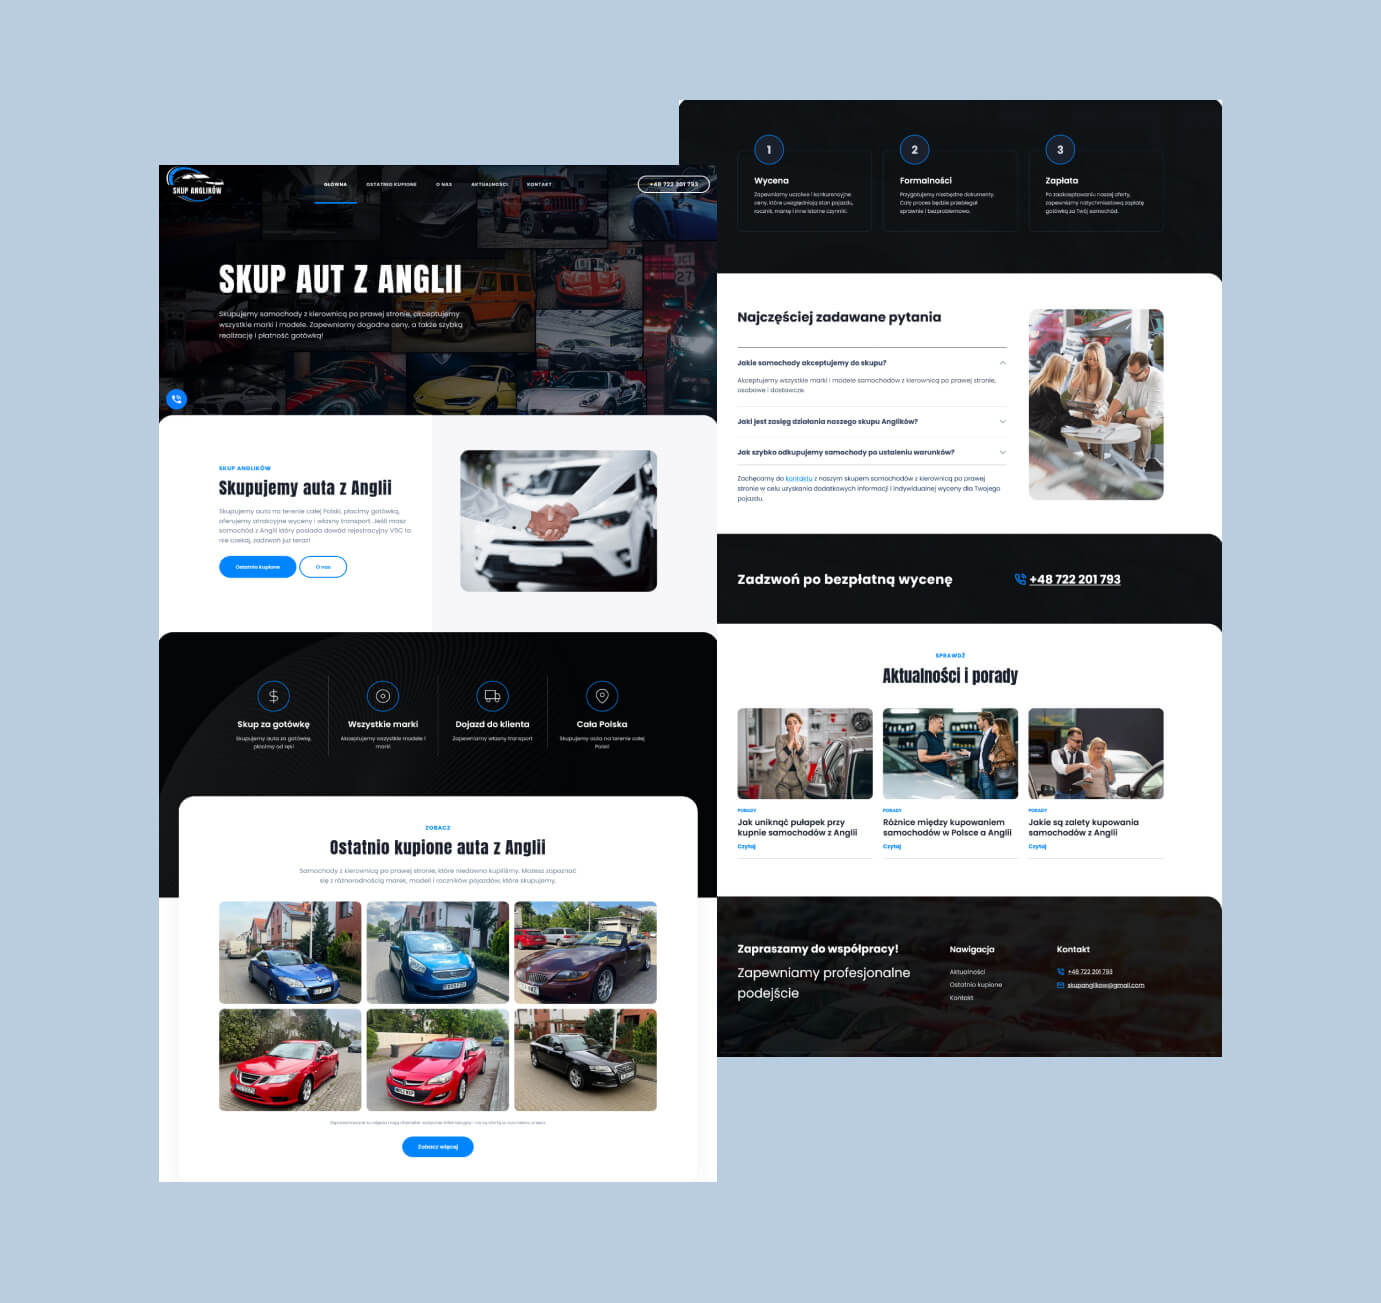 SKUP ANGLIKÓW
GŁÓWNA
OSTATNIO KUPIONE
O NAS
AKTUALNOŚCI
KONTAKT
+48 722 201 793
SKUP AUT Z ANGLII
Skupujemy samochody z kierownicą po prawej stronie, akceptujemy
wszystkie marki i modele. Zapewniamy dogodne ceny, a także szybką
realizację i płatność gotówką!
SKUP ANGLIKÓW
Skupujemy auta z Anglii
Skupujemy auta na terenie całej Polski, płacimy gotówką,
oferujemy atrakcyjne wyceny i własny transport. Jeśli masz
samochód z Anglii który posiada dowód rejestracyjny V5C to
nie czekaj, zadzwoń już teraz!
Ostatnio kupione
O nas
Skup za gotówkę
Skupujemy auta za gotówkę,
płacimy od ręki
Wszystkie marki
Akceptujemy wszystkie modele i
marki
Dojazd do klienta
Zapewniamy własny transport
Cała Polska
Skupujemy auta na terenie całej
Polski
ZOBACZ
Ostatnio kupione auta z Anglii
Samochody z kierownicą po prawej stronie, które niedawno kupiliśmy. Możesz zapoznać
się z różnorodnością marek, modeli i roczników pojazdów, które skupujemy.
Zobacz więcej
1
Wycena
Zapewniamy uczciwe i konkurencyjne
ceny, które uwzględniają stan pojazdu,
rocznik, markę i inne istotne czynniki.
2
Formalności
Przygotujemy niezbędne dokumenty.
Cały proces będzie przebiegał
sprawnie i bezproblemowo.
3
Zapłata
Po zaakceptowaniu naszej oferty,
zapewniamy natychmiastową zapłatę
gotówką za Twój samochód.
Najczęściej zadawane pytania
Jakie samochody akceptujemy do skupu?
Akceptujemy wszystkie marki i modele samochodów z kierownicą po prawej stronie,
osobowe i dostawcze.
Jaki jest zasięg działania naszego skupu Anglików?
Jak szybko odkupujemy samochody po ustaleniu warunków?
Zachęcamy do kontaktu z naszym skupem samochodów z kierownicą po prawej
stronie w celu uzyskania dodatkowych informacji i indywidualnej wyceny dla Twojego
pojazdu.
Zadzwoń po bezpłatną wycenę
+48 722 201 793
SPRAWDŹ
Aktualności i porady
PORADY
Jak uniknąć pułapek przy
kupnie samochodów z Anglii
Czytaj
PORADY
Różnice między kupowaniem
samochodów w Polsce a Anglii
Czytaj
PORADY
Jakie są zalety kupowania
samochodów z Anglii
Czytaj
Zapraszamy do współpracy!
Zapewniamy profesjonalne
podejście
Nawigacja
Aktualności
Ostatnio kupione
Kontakt
Kontakt
+48 722 201 793
skupanglikow@gmail.com